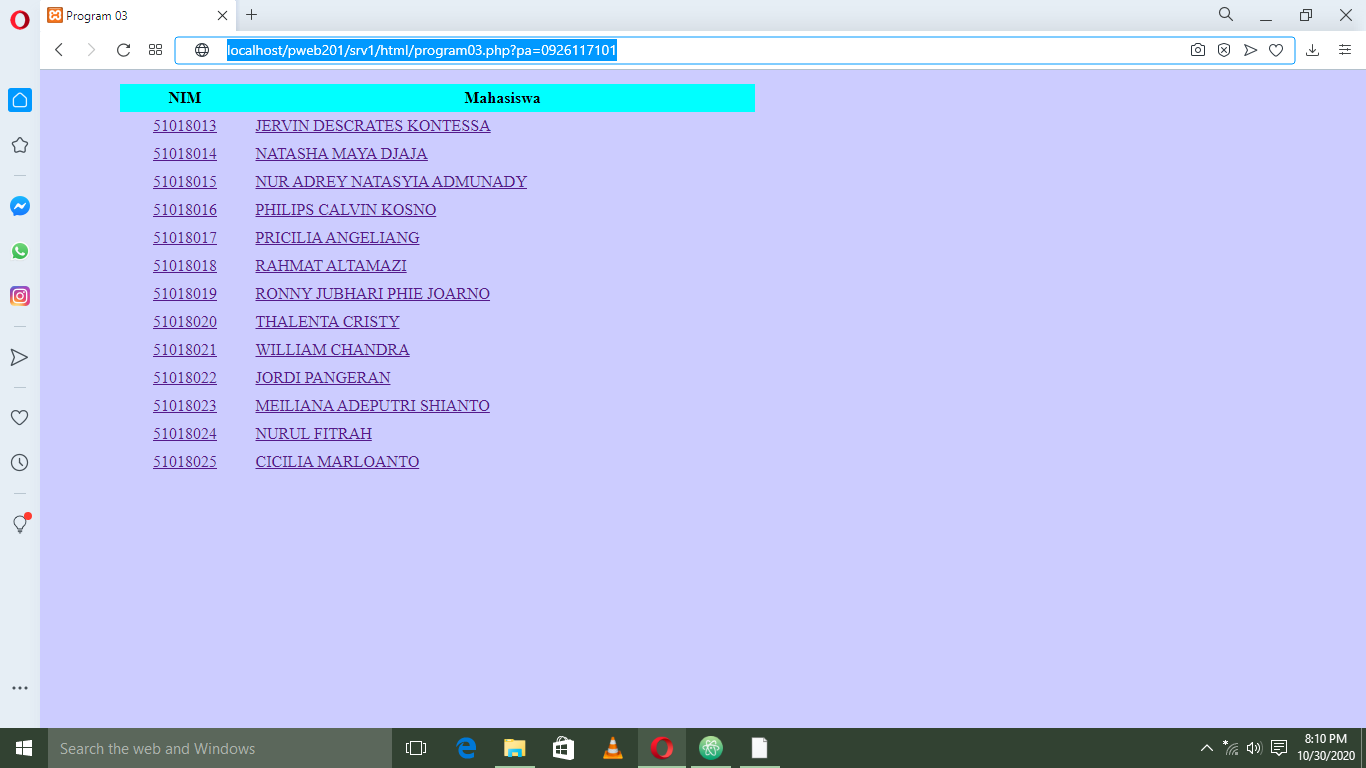 Program 03
localhost/pweb201/srv1/html/program03.php?pa=0926117101
NIM Mahasiswa
51018013 JERVIN DESCRATES KONTESSA
51018014 NATASHA MAYA DJAJA
51018015 NUR ADREY NATASYIA ADMUNADY
51018016 PHILIPS CALVIN KOSNO
51018017 PRICILIA ANGELIANG
51018018 RAHMAT ALTAMAZI
51018019 RONNY JUBHARI PHIE JOARNO
51018020 THALENTA CRISTY
51018021 WILLIAM CHANDRA
51018022 JORDI PANGERAN
51018023 MEILIANA ADEPUTRI SHIANTO
51018024 NURUL FITRAH
51018025 CICILIA MARLOANTO
Search the web and Windows
8:10 PM
10/30/2020